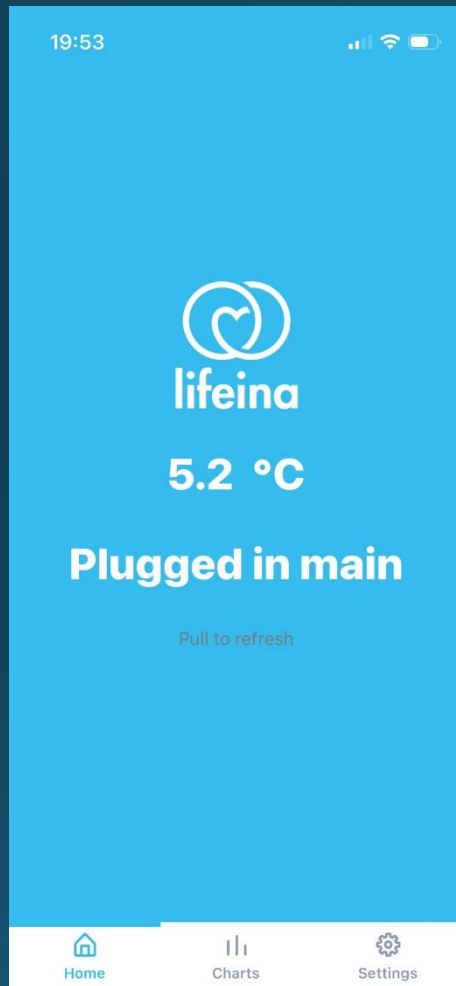 19:53
lifeina
5.2 °C
Plugged in main
Pull to refresh
Home
Charts
Settings